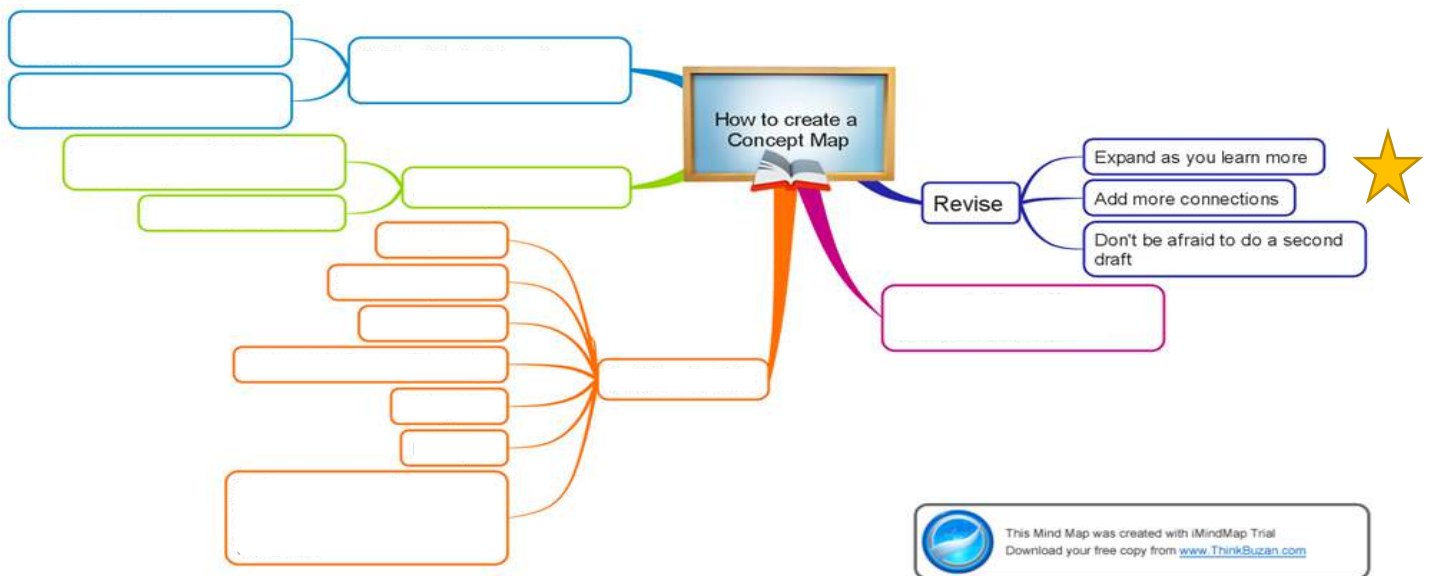 How to create a
Concept Map
Revise
Expand as you learn more
Add more connections
Don't be afraid to do a second
draft
This Mind Map was created with iMindMap Trial
Download your free copy from www.ThinkBuzan.com